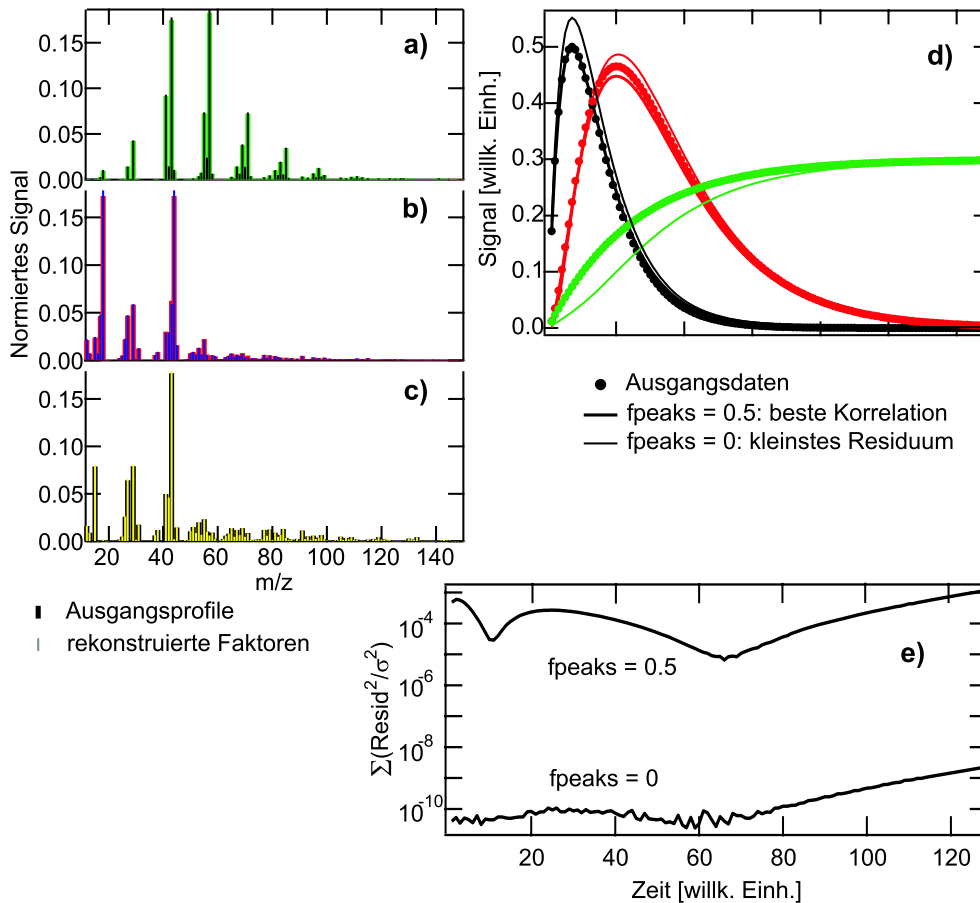 a)
0.15
0.10
0.05
0.00
b)
0.15
0.10
0.05
0.00
c)
0.15
0.10
0.05
0.00
20 40 60 80 100 120 140
m/z
Normiertes Signal
Ausgangsprofile
rekonstruierte Faktoren
d)
0.5
0.4
0.3
0.2
0.1
0.0
Signal [willk. Einh.]
Ausgangsdaten
fpeaks = 0.5: beste Korrelation
fpeaks = 0: kleinstes Residuum
e)
10⁻⁴
10⁻⁶
10⁻⁸
10⁻¹⁰
Σ(Resid²/σ²)
fpeaks = 0.5
fpeaks = 0
20 40 60 80 100 120
Zeit [willk. Einh.]